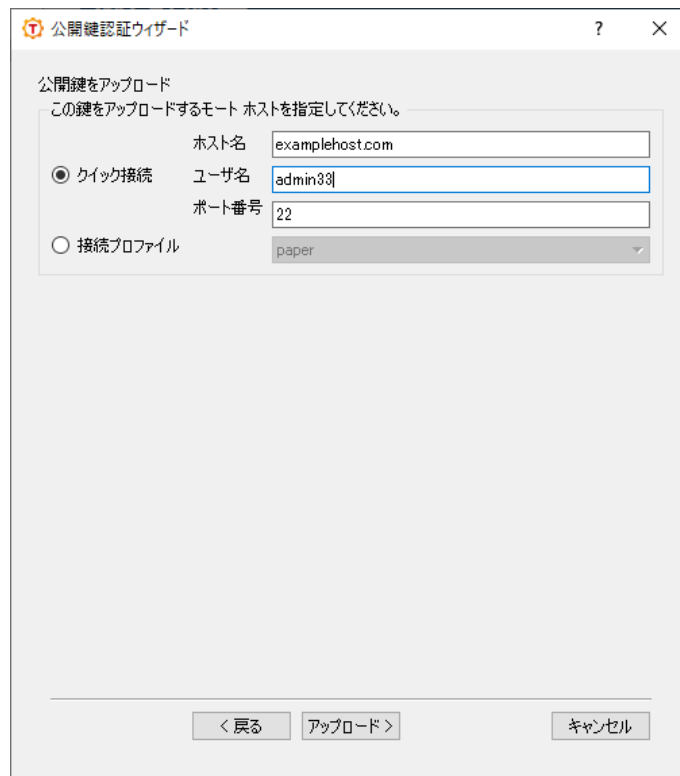 公開鍵認証ウィザード
公開鍵をアップロード
この鍵をアップロードするモート ホストを指定してください。
ホスト名 examplehost.com
クイック接続 ユーザ名 admin33
ポート番号 22
接続プロファイル paper
< 戻る アップロード > キャンセル